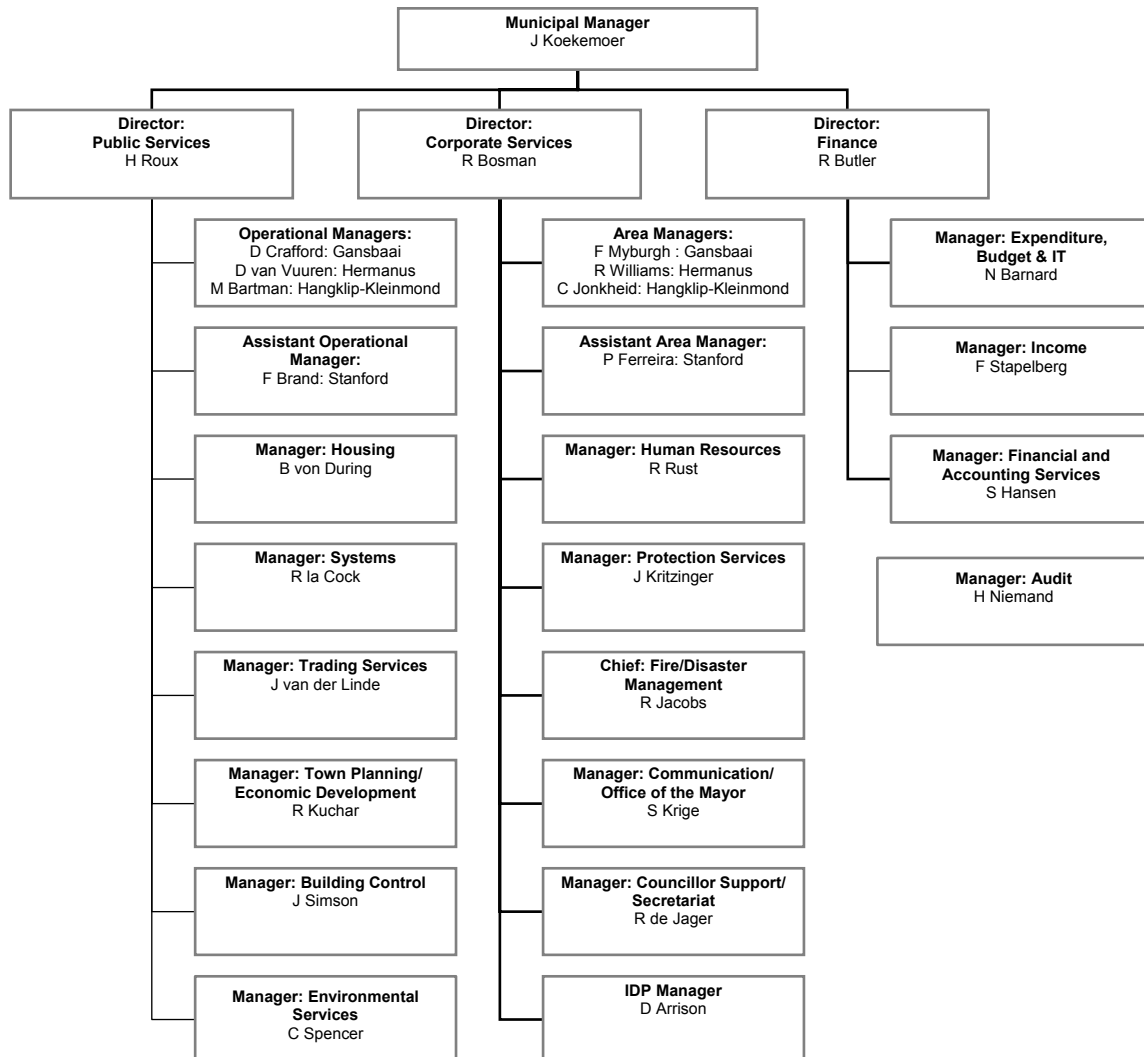 Municipal Manager
J Koekemoer
Director:
Public Services
H Roux
Director:
Corporate Services
R Bosman
Director:
Finance
R Butler
Operational Managers:
D Crafford: Gansbaai
D van Vuuren: Hermanus
M Bartman: Hangklip-Kleinmond
Assistant Operational
Manager:
F Brand: Stanford
Manager: Housing
B von During
Manager: Systems
R la Cock
Manager: Trading Services
J van der Linde
Manager: Town Planning/
Economic Development
R Kuchar
Manager: Building Control
J Simson
Manager: Environmental
Services
C Spencer
Area Managers:
F Myburgh : Gansbaai
R Williams: Hermanus
C Jonkheid: Hangklip-Kleinmond
Assistant Area Manager:
P Ferreira: Stanford
Manager: Human Resources
R Rust
Manager: Protection Services
J Kritzinger
Chief: Fire/Disaster
Management
R Jacobs
Manager: Communication/
Office of the Mayor
S Krige
Manager: Councillor Support/
Secretariat
R de Jager
IDP Manager
D Arrison
Manager: Expenditure,
Budget & IT
N Barnard
Manager: Income
F Stapelberg
Manager: Financial and
Accounting Services
S Hansen
Manager: Audit
H Niemand